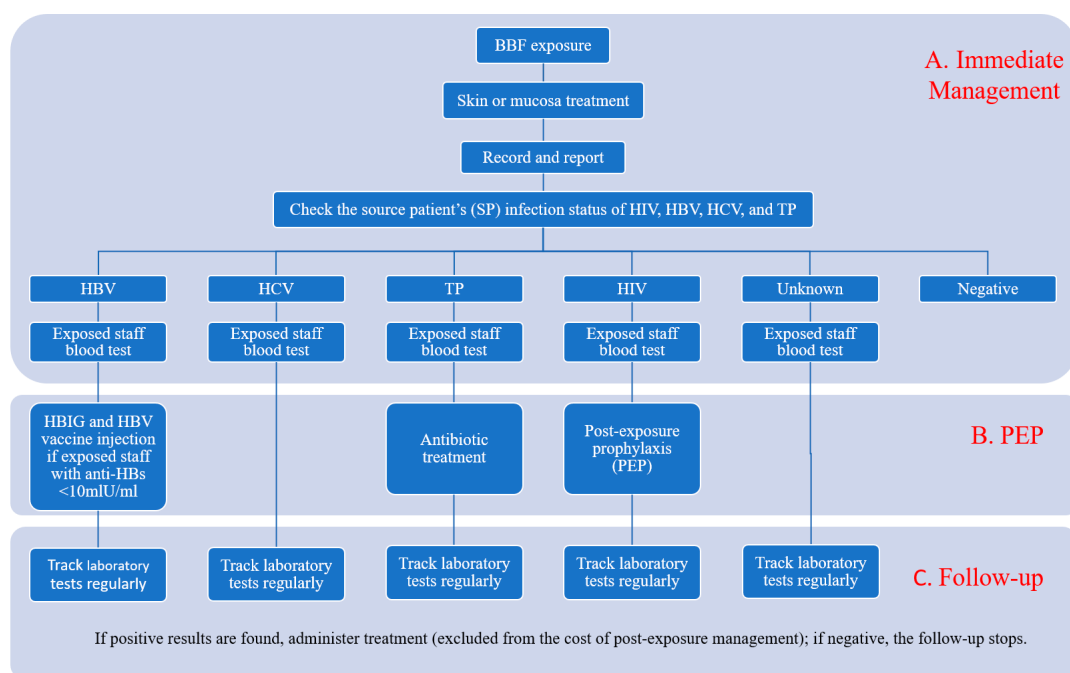 BBF exposure
A. Immediate
Management
Skin or mucosa treatment
Record and report
Check the source patient's (SP) infection status of HIV, HBV, HCV, and TP
HBV
HCV
TP
HIV
Unknown
Negative
Exposed staff
blood test
Exposed staff
blood test
Exposed staff
blood test
Exposed staff
blood test
Exposed staff
blood test
HBIG and HBV
vaccine injection
if exposed staff
with anti-HBs
<10mlU/ml
Antibiotic
treatment
Post-exposure
prophylaxis
(PEP)
B. PEP
Track laboratory
tests regularly
Track laboratory
tests regularly
Track laboratory
tests regularly
Track laboratory
tests regularly
Track laboratory
tests regularly
C. Follow-up
If positive results are found, administer treatment (excluded from the cost of post-exposure management); if negative, the follow-up stops.